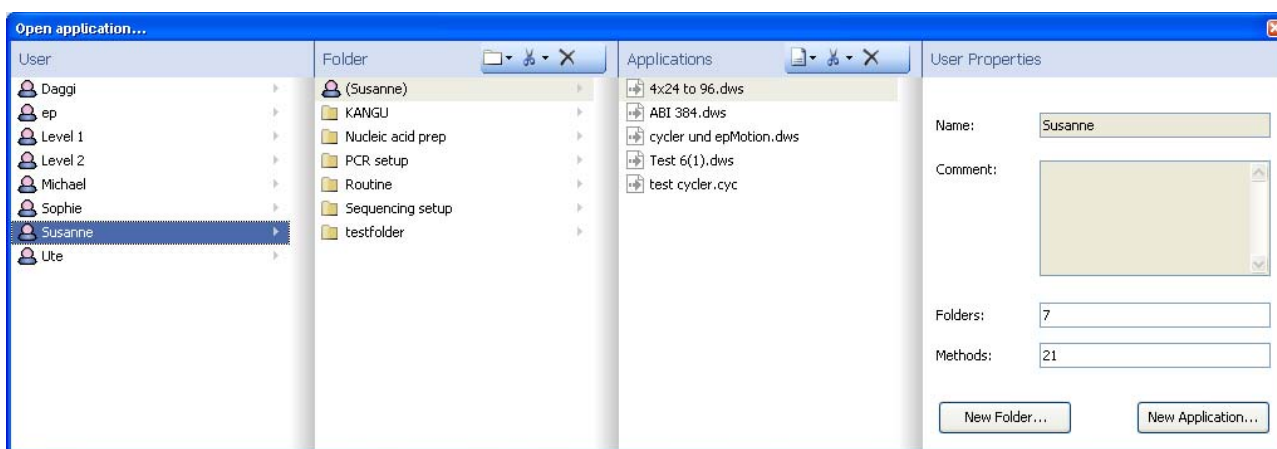 Open application...
User
Daggi
ep
Level 1
Level 2
Michael
Sophie
Susanne
Ute
Folder
(Susanne)
KANGU
Nucleic acid prep
PCR setup
Routine
Sequencing setup
testfolder
Applications
4x24 to 96.dws
ABI 384.dws
cycler und epMotion.dws
Test 6(1).dws
test cycler.cyc
User Properties
Name: Susanne
Comment:
Folders: 7
Methods: 21
New Folder... New Application...